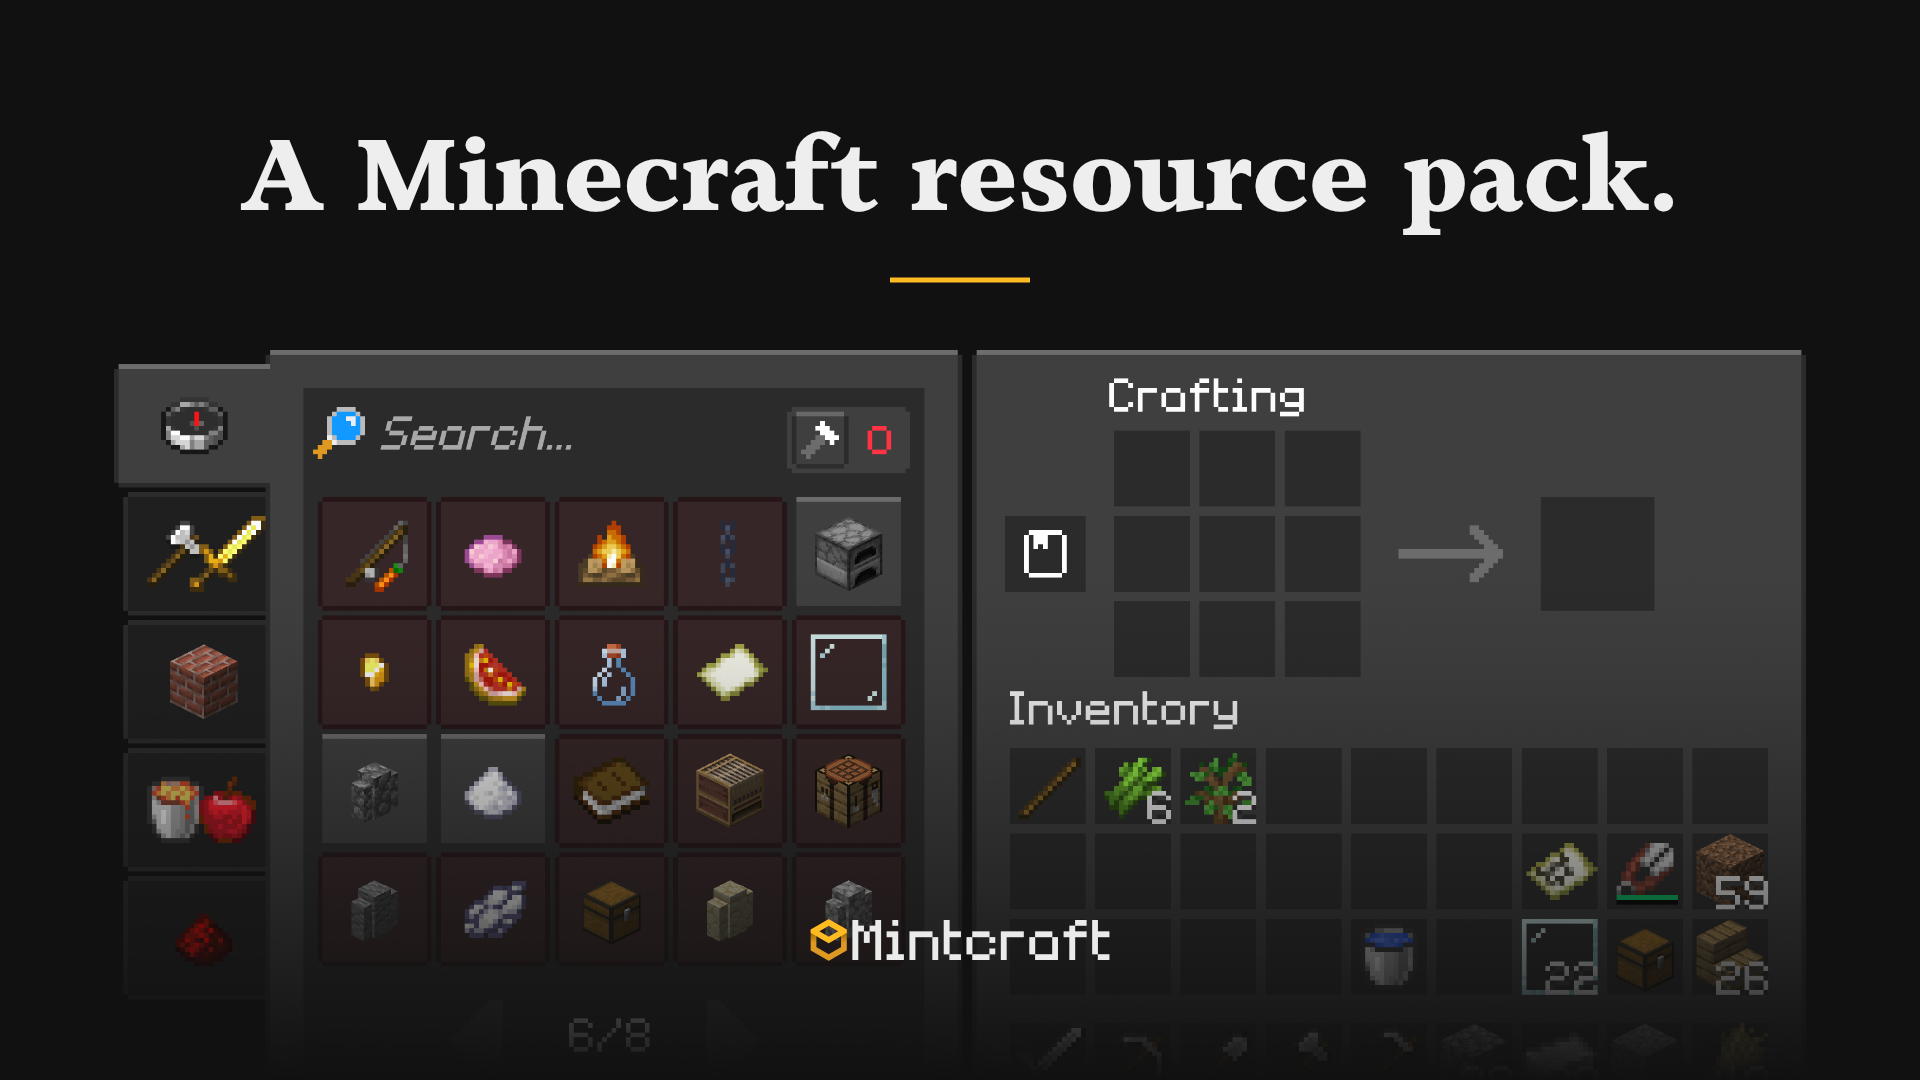 A Minecraft resource pack.
Search...
0
Crafting
Inventory
6
2
59
Mintcraft
22
26
6/8